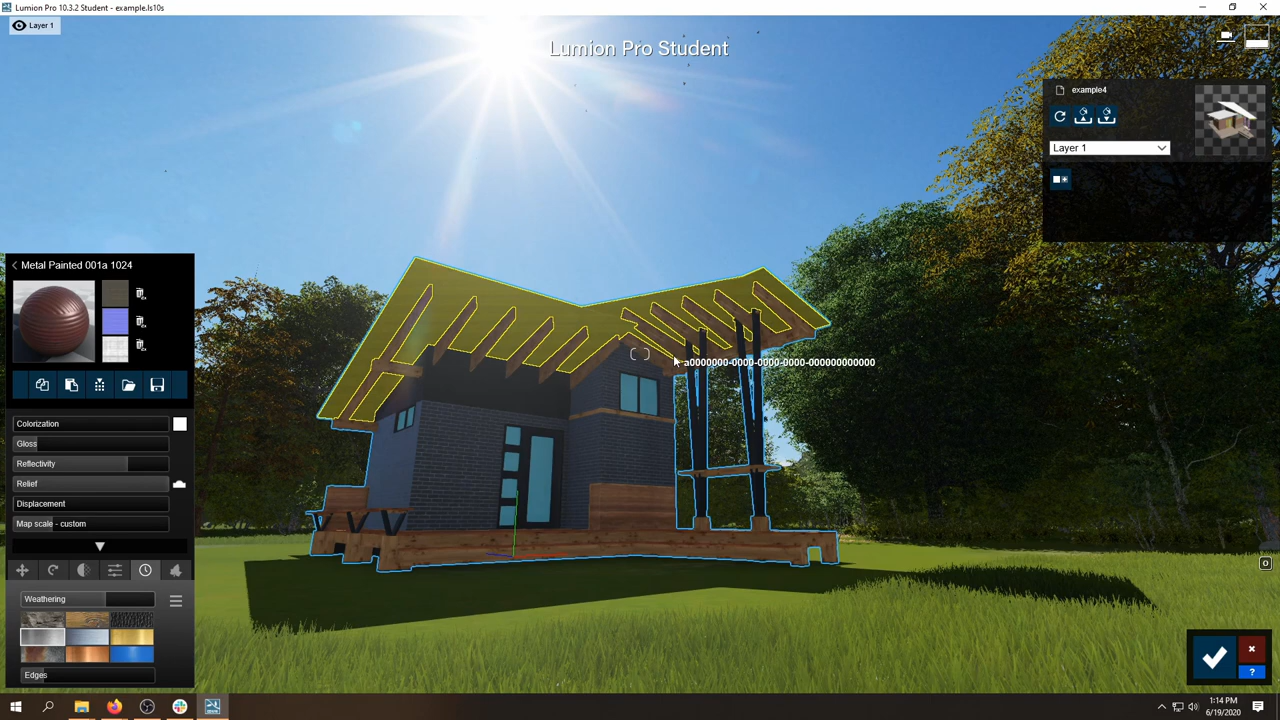 Lumion Pro 10.3.2 Student - example.ls10s
Layer 1
Lumion Pro Student
example4
Layer 1
Metal Painted 001a 1024
a0000000-0000-0000-0000-000000000000
Colorization
Gloss
Reflectivity
Relief
Displacement
Map scale - custom
Weathering
Edges
O
?
1:14 PM
6/19/2020